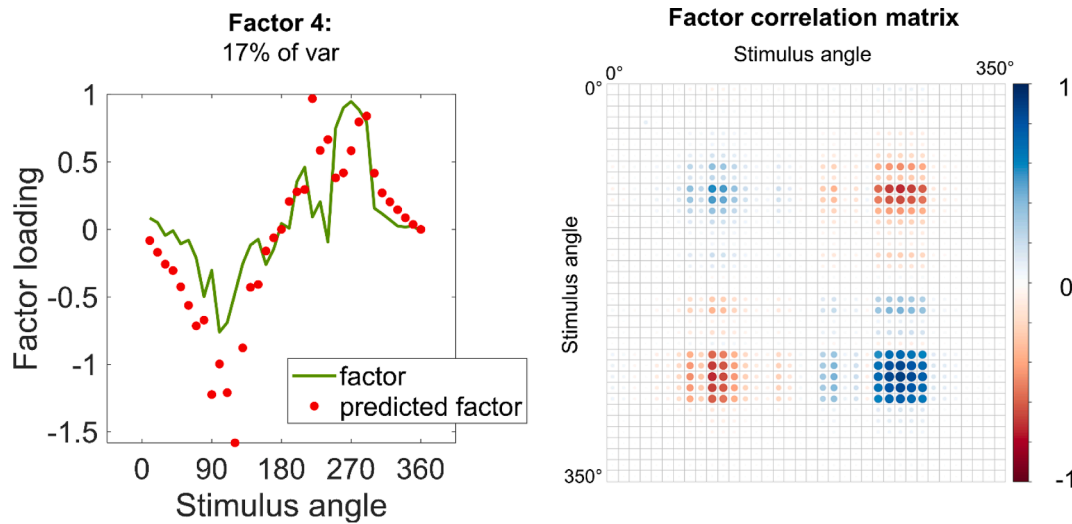 Factor 4:
17% of var
Factor loading
1
0.5
0
-0.5
-1
-1.5
0 90 180 270 360
Stimulus angle
factor
predicted factor
Factor correlation matrix
Stimulus angle
0° 350°
0°
Stimulus angle
350°
1
0
-1